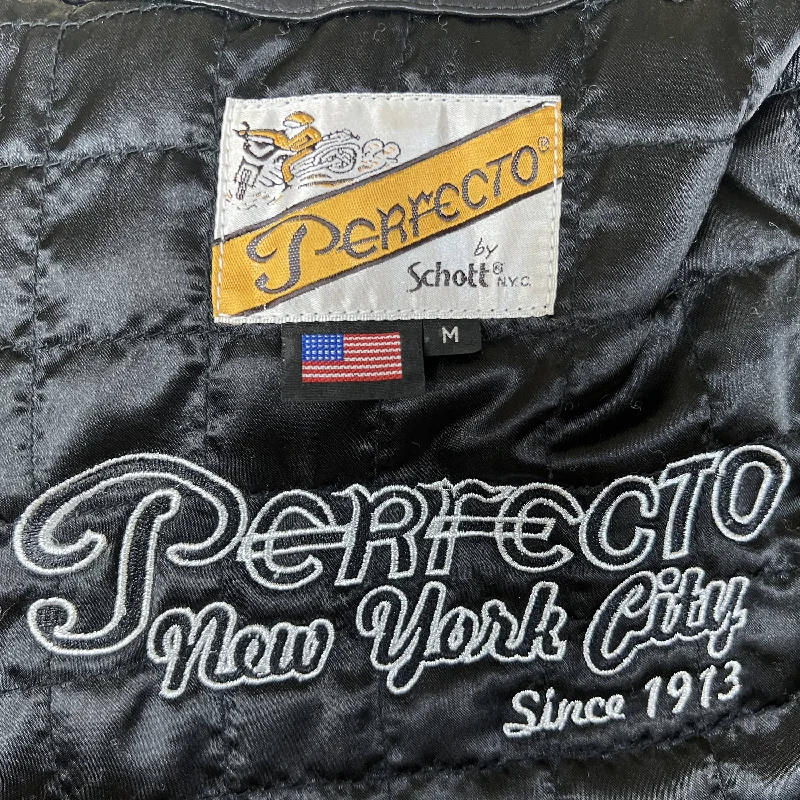 PERFECTO®
by
Schott® N.Y.C.
M
PERFECTO
New York City
Since 1913